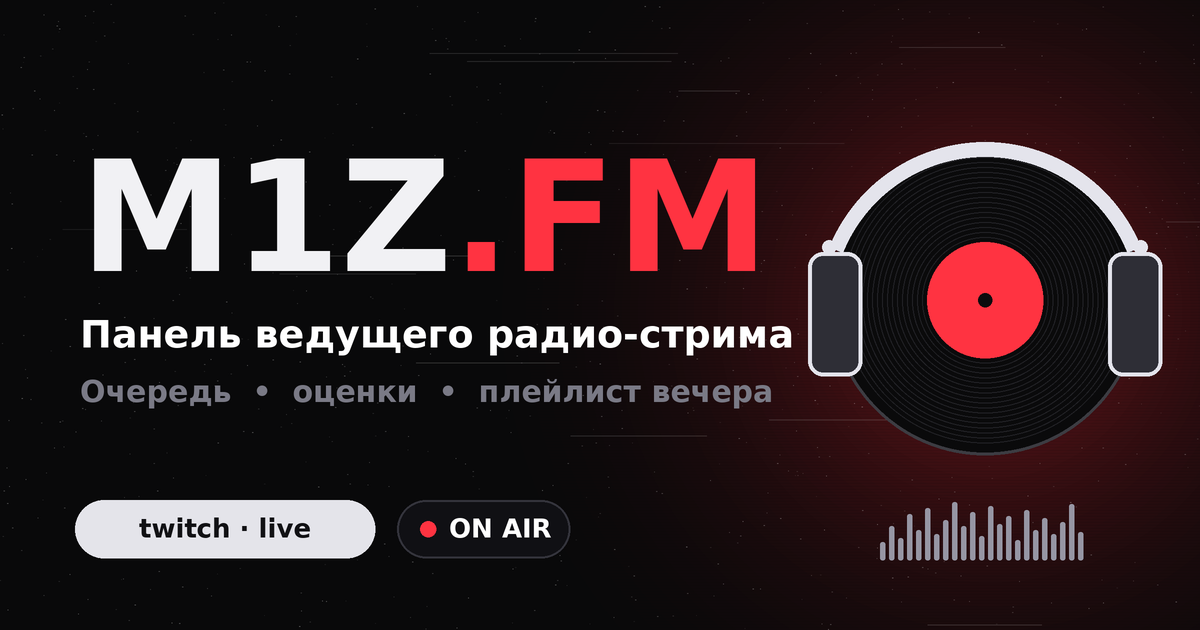 M1Z.FM
Панель ведущего радио-стрима
Очередь • оценки • плейлист вечера
twitch · live
ON AIR